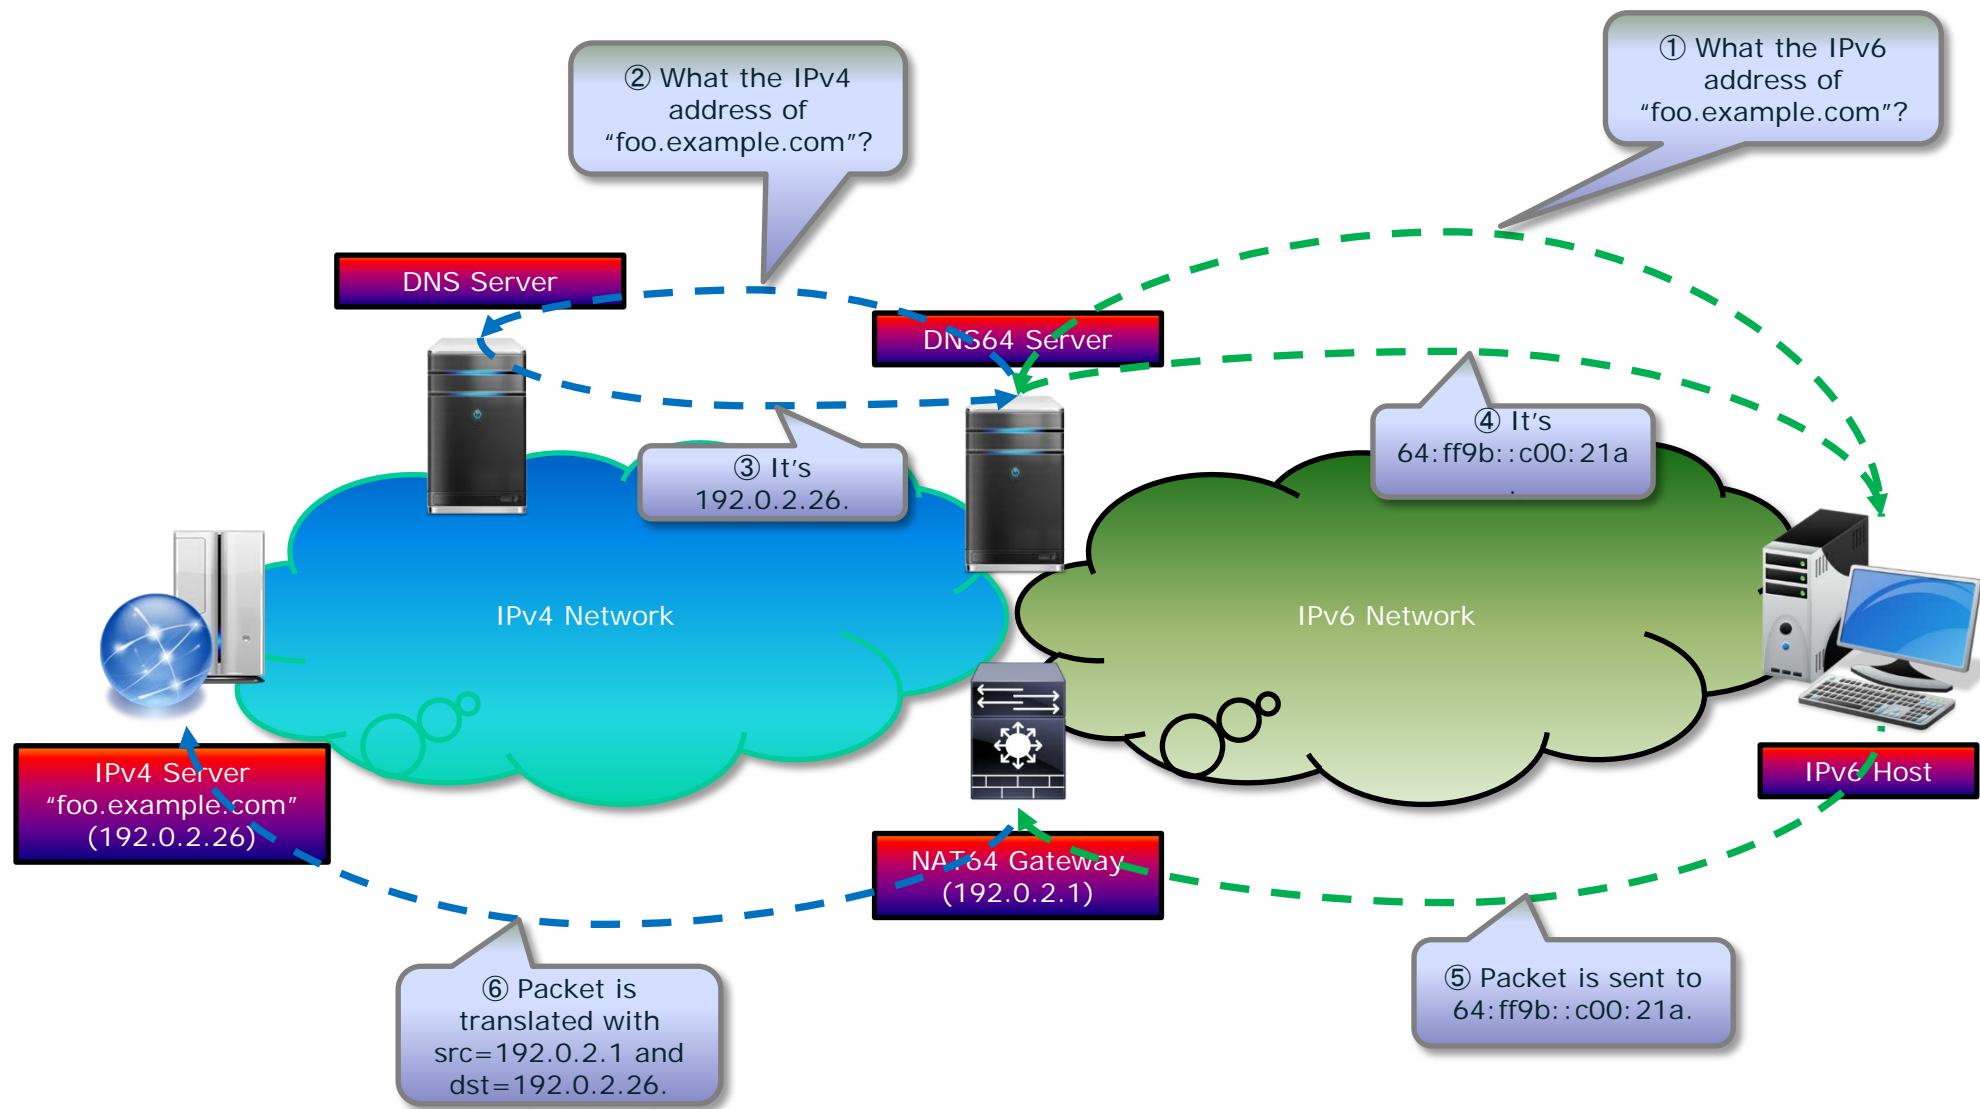 ① What the IPv6
address of
“foo.example.com”?
② What the IPv4
address of
“foo.example.com”?
DNS Server
DNS64 Server
③ It's
192.0.2.26.
④ It's
64:ff9b::c00:21a
.
IPv4 Network
IPv6 Network
IPv4 Server
“foo.example.com”
(192.0.2.26)
NAT64 Gateway
(192.0.2.1)
IPv6 Host
⑤ Packet is sent to
64:ff9b::c00:21a.
⑥ Packet is
translated with
src=192.0.2.1 and
dst=192.0.2.26.